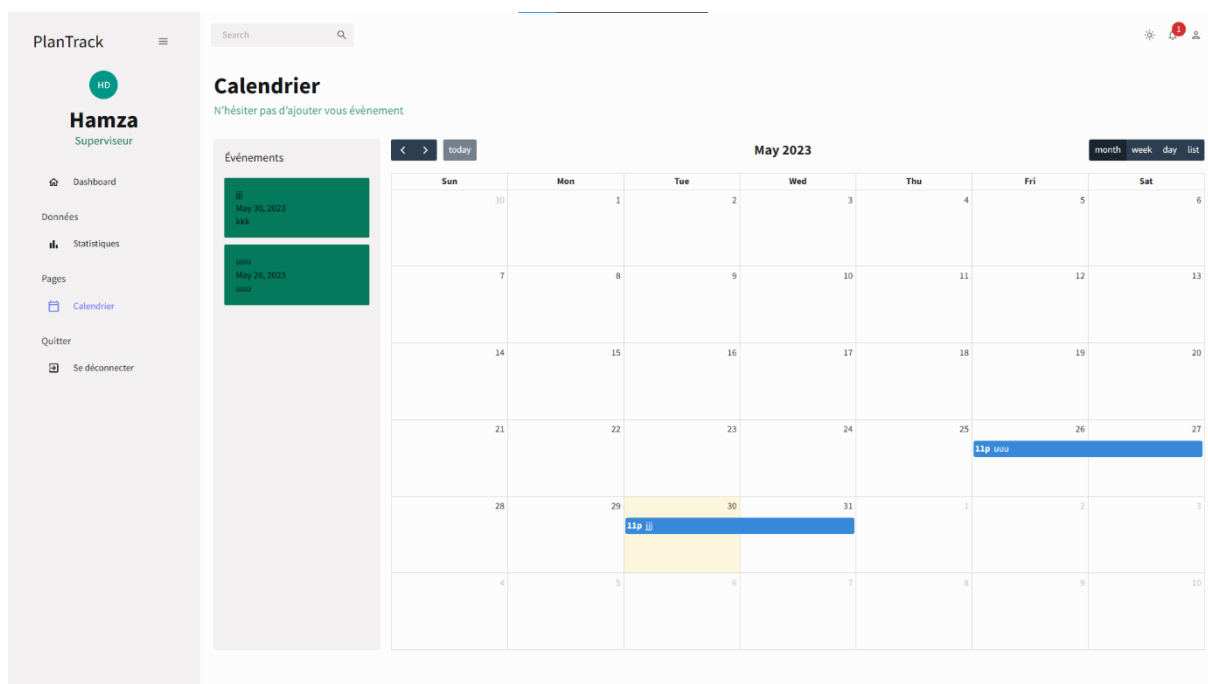 PlanTrack
Search
1
HD
Hamza
Superviseur
Dashboard
Données
Statistiques
Pages
Calendrier
Quitter
Se déconnecter
Calendrier
N'hésiter pas d'ajouter vous évènement
Événements
jjj
May 30, 2023
kkk
uuu
May 26, 2023
uuu
today
May 2023
month week day list
Sun Mon Tue Wed Thu Fri Sat
30 1 2 3 4 5 6
7 8 9 10 11 12 13
14 15 16 17 18 19 20
21 22 23 24 25 26 27
11p uuu
28 29 30 31 1 2 3
11p jjj
4 5 6 7 8 9 10